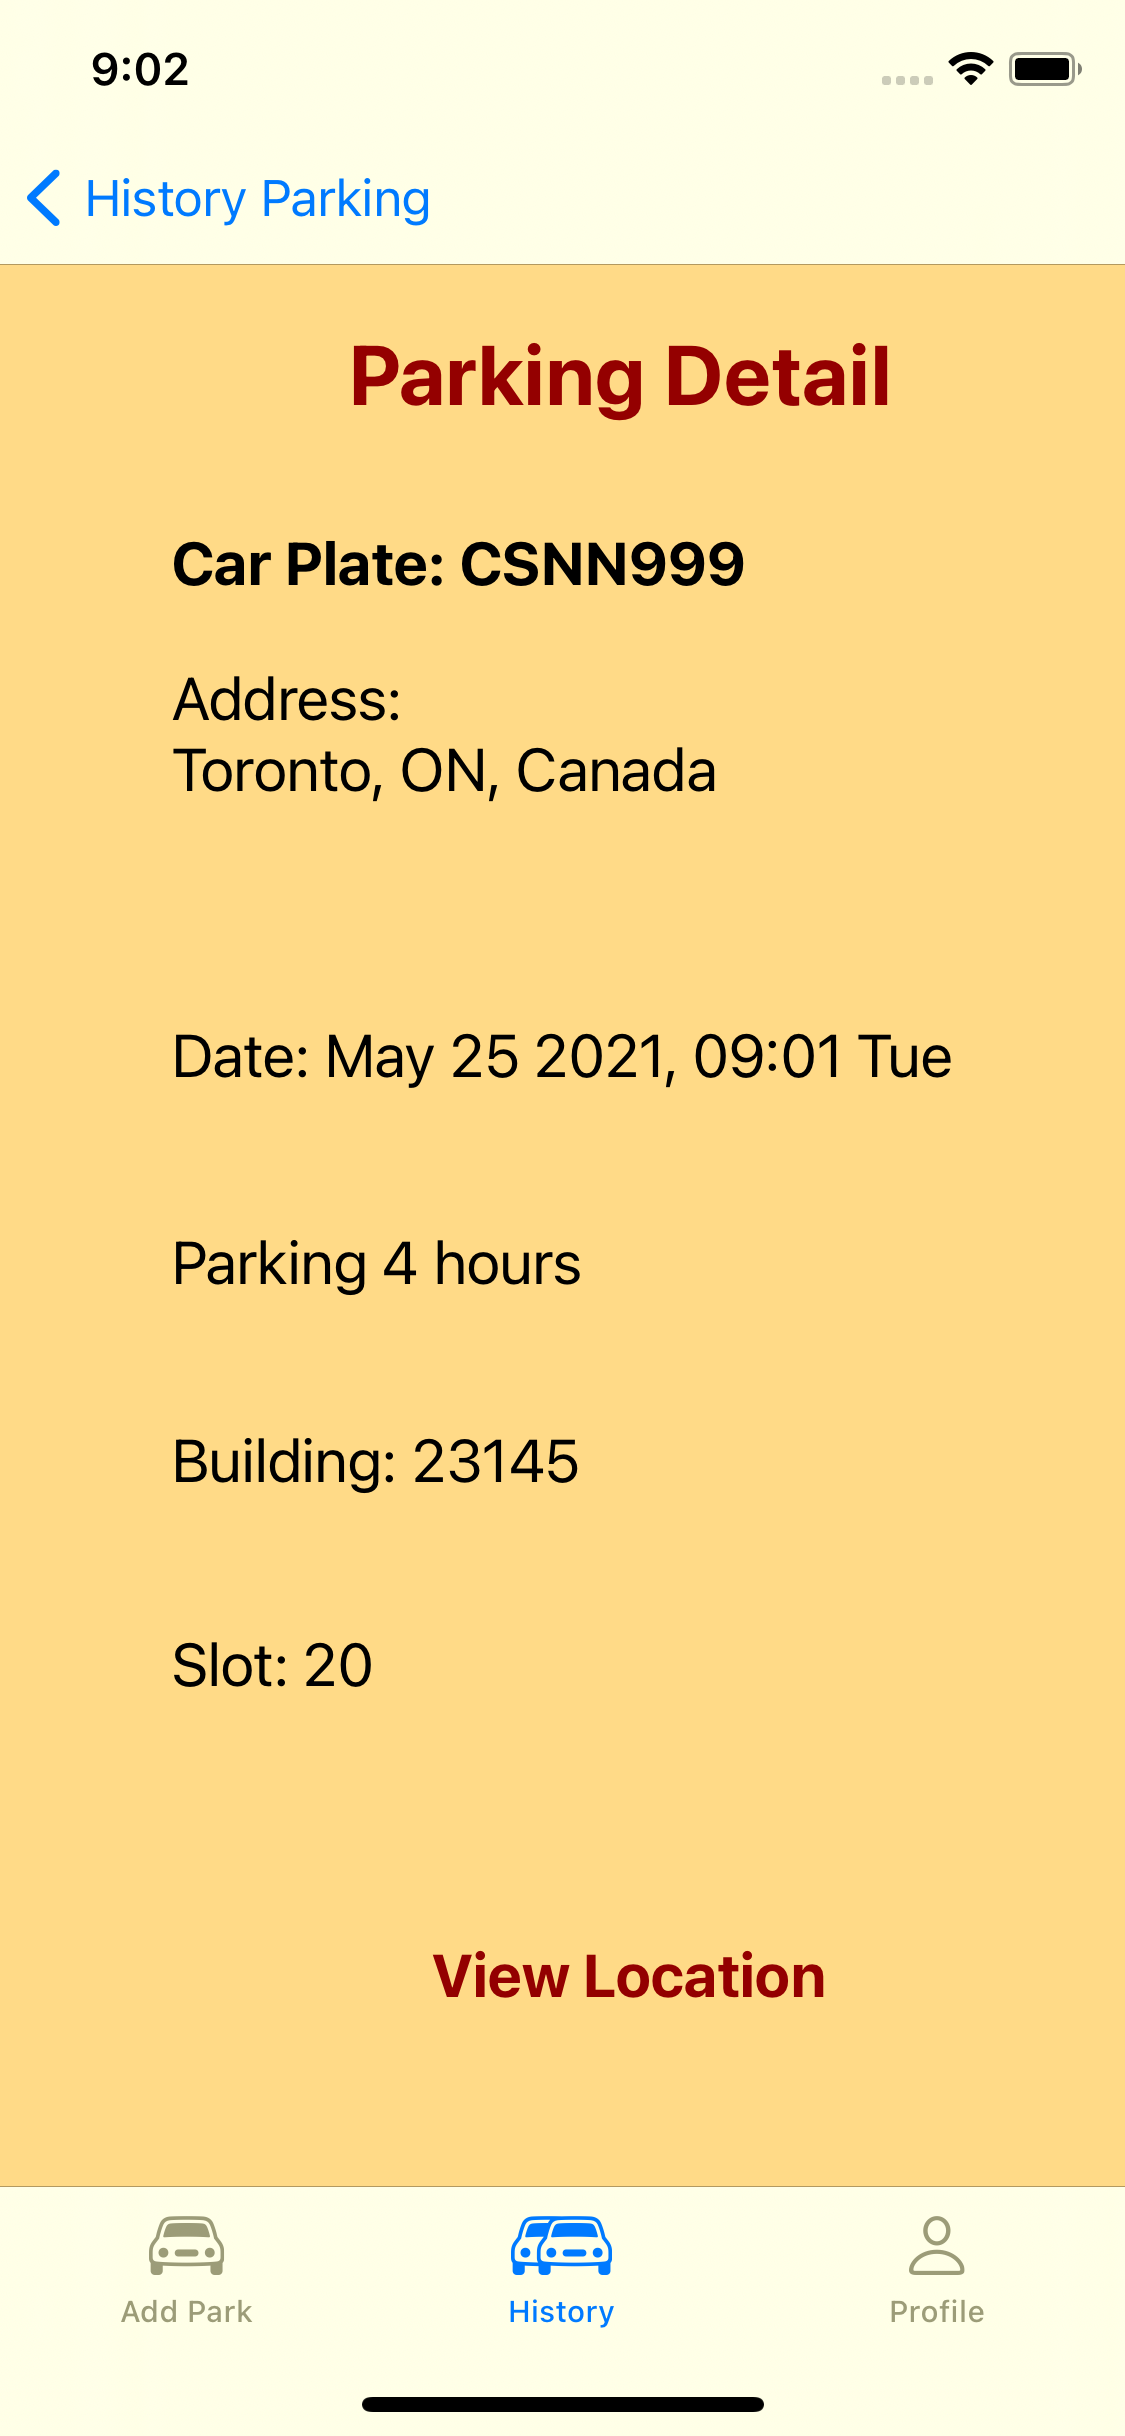 9:02
History Parking
Parking Detail
Car Plate: CSNN999
Address:
Toronto, ON, Canada
Date: May 25 2021, 09:01 Tue
Parking 4 hours
Building: 23145
Slot: 20
View Location
Add Park
History
Profile